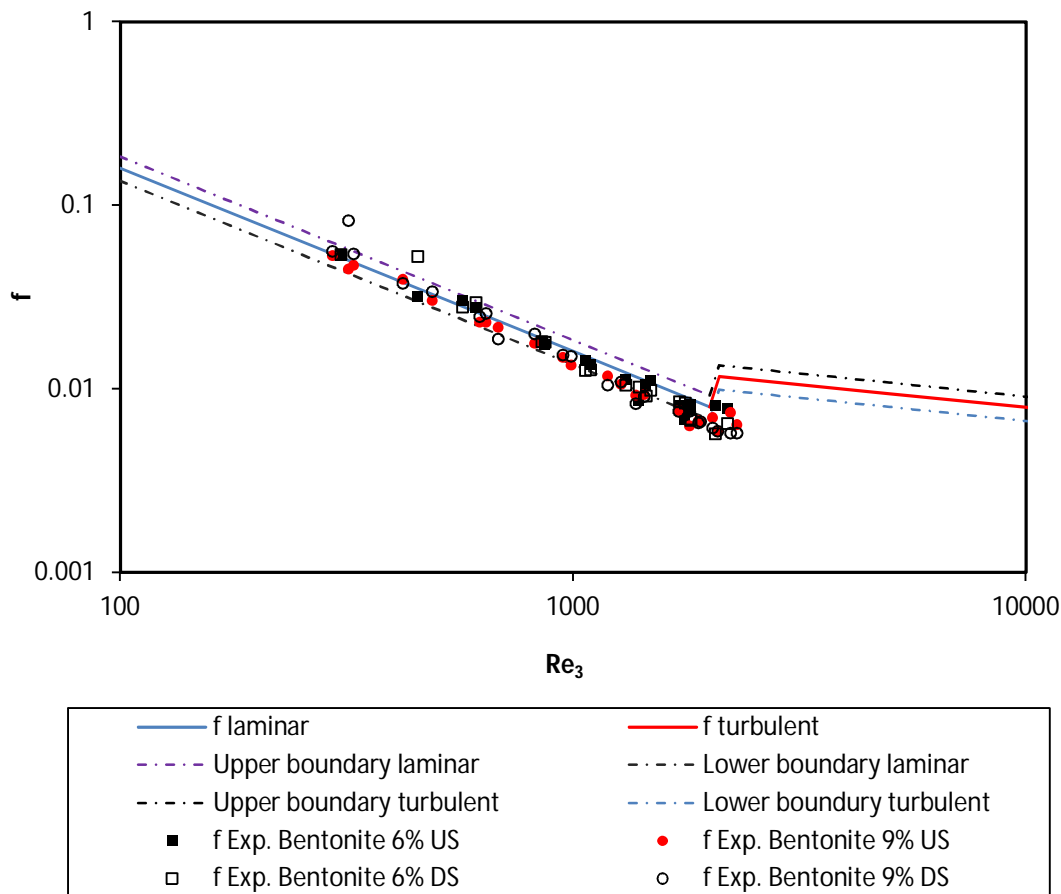 1
0.1
f
0.01
0.001
100
1000
10000
Re₃
f laminar
f turbulent
Upper boundary laminar
Lower boundary laminar
Upper boundary turbulent
Lower boundury turbulent
f Exp. Bentonite 6% US
f Exp. Bentonite 9% US
f Exp. Bentonite 6% DS
f Exp. Bentonite 9% DS